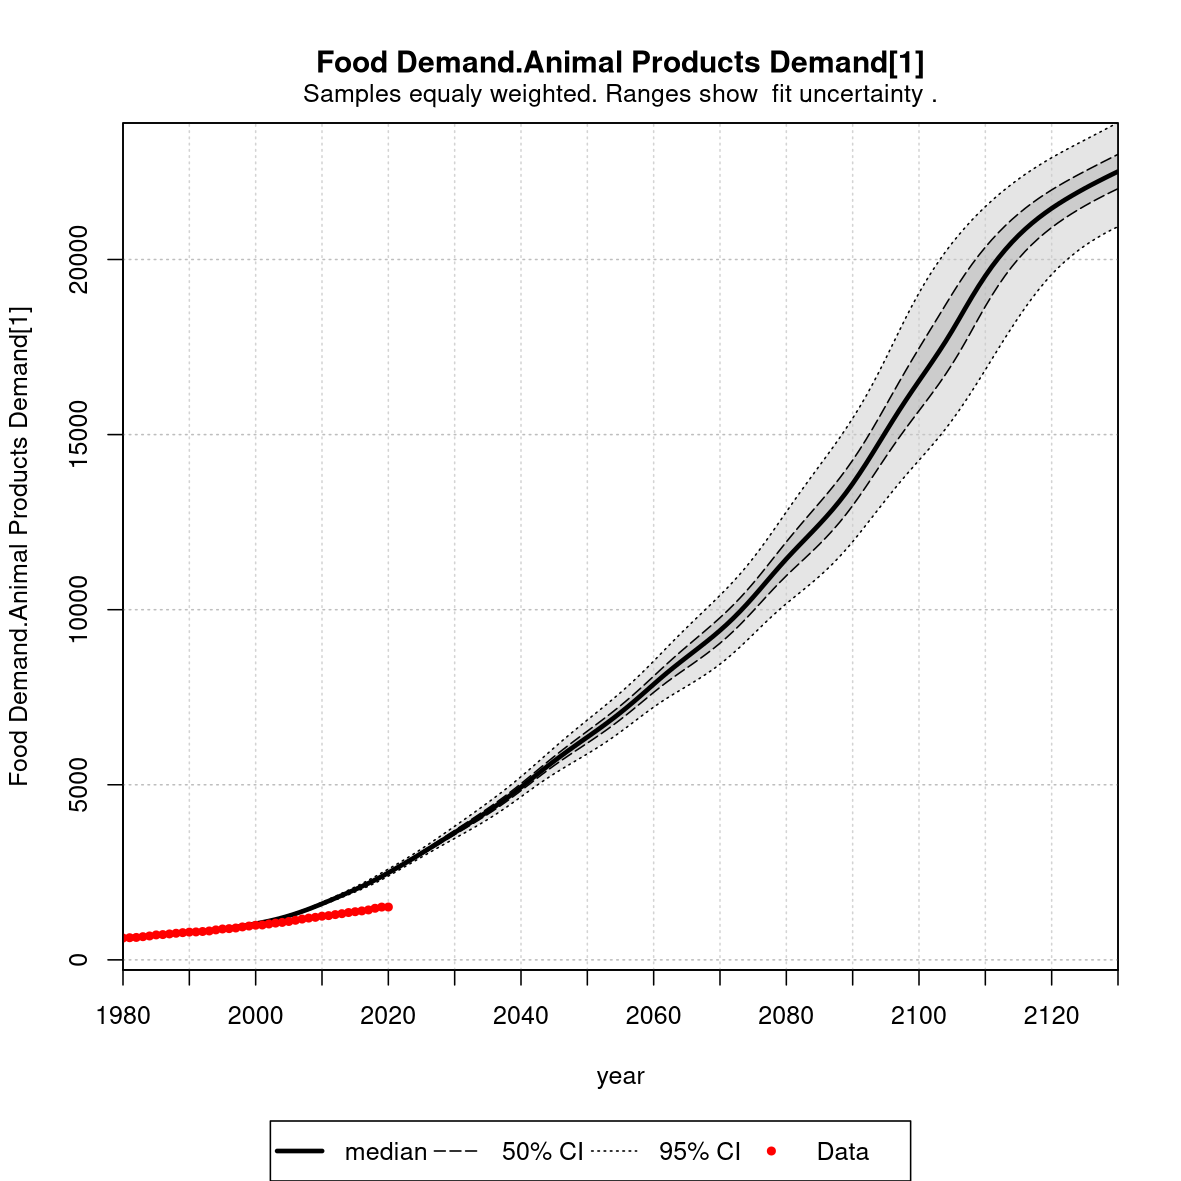 Food Demand.Animal Products Demand[1]
Samples equaly weighted. Ranges show  fit uncertainty .
Food Demand.Animal Products Demand[1]
20000
15000
10000
5000
0
1980 2000 2020 2040 2060 2080 2100 2120
year
median 50% CI 95% CI Data